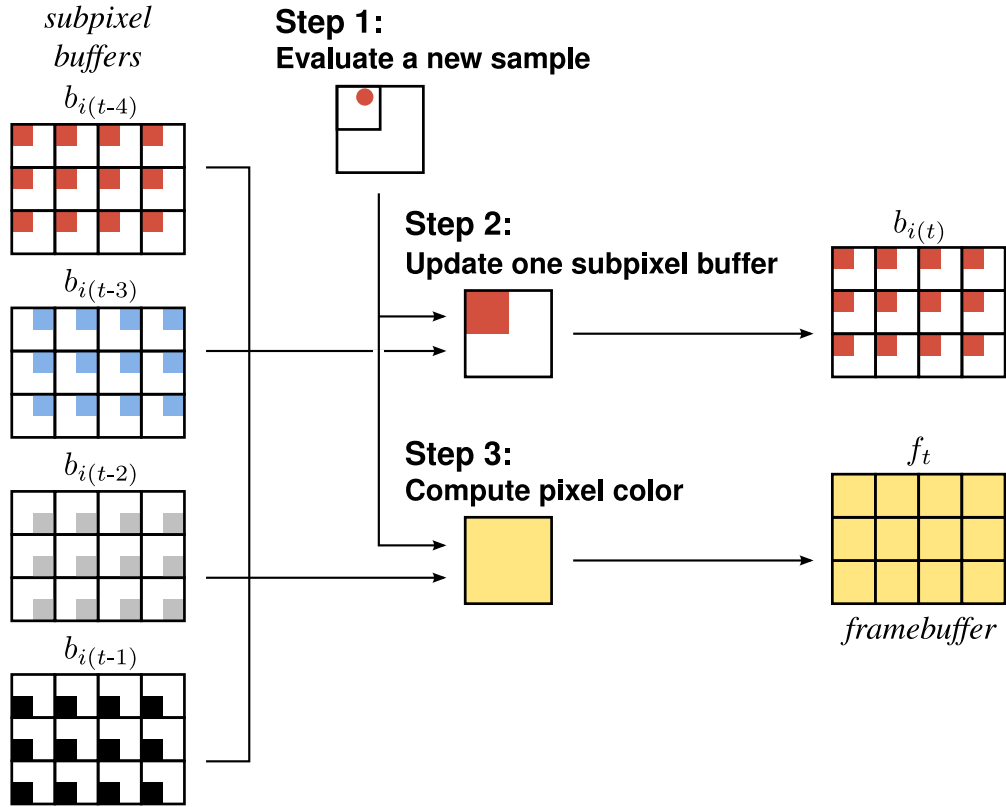 subpixel
buffers
b_{i(t-4)}
b_{i(t-3)}
b_{i(t-2)}
b_{i(t-1)}
Step 1:
Evaluate a new sample
Step 2:
Update one subpixel buffer
b_{i(t)}
Step 3:
Compute pixel color
f_t
framebuffer